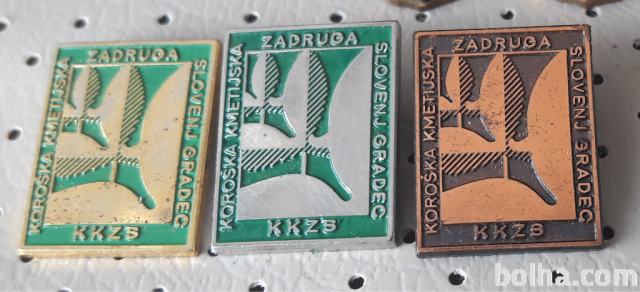 KOROŠKA KMETIJSKA
ZADRUGA
SLOVENJ GRADEC
KKZS
KOROŠKA KMETIJSKA
ZADRUGA
SLOVENJ GRADEC
KKZS
KOROŠKA KMETIJSKA
ZADRUGA
SLOVENJ GRADEC
KKZS
bolha.com